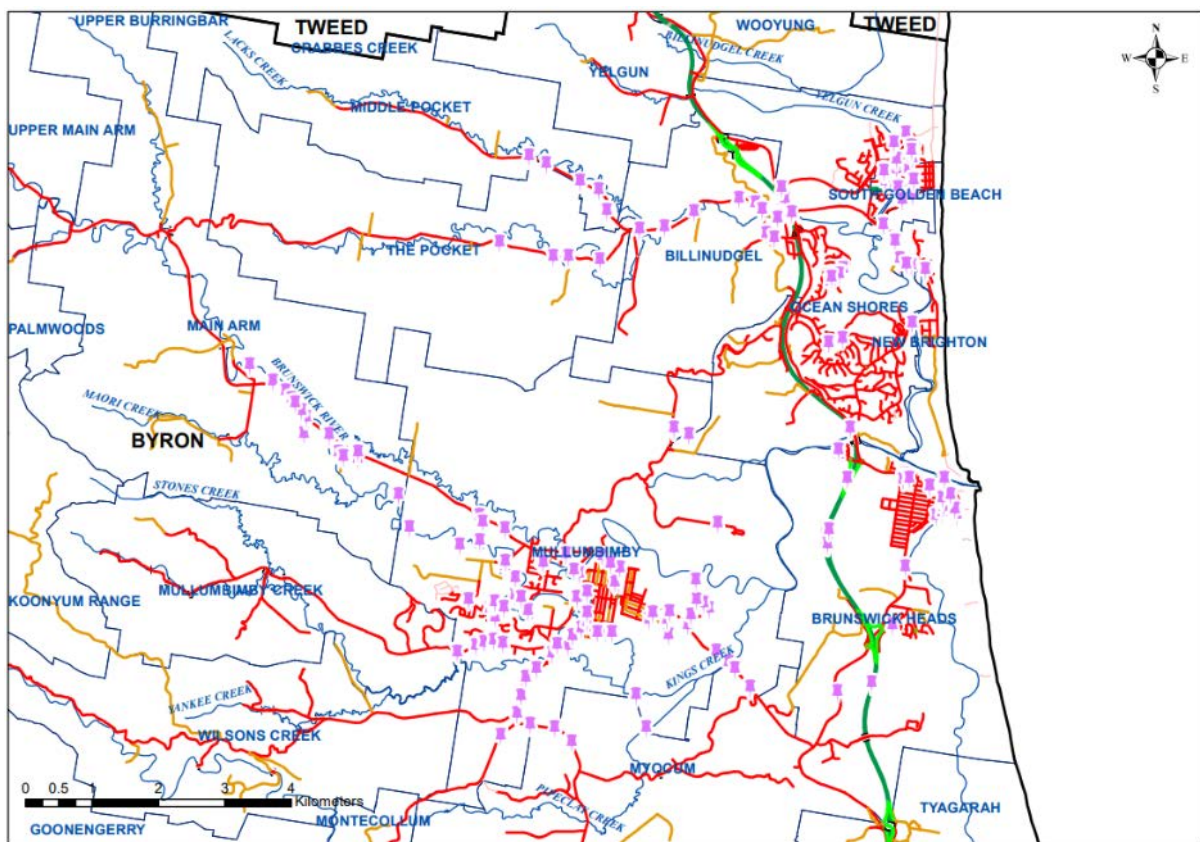 UPPER BURRINGBAR
TWEED
WOOYUNG
TWEED
N
LACKS CREEK
CRABBES CREEK
BILLINUDGEL CREEK
W
E
S
YELGUN
MIDDLE POCKET
YELGUN CREEK
UPPER MAIN ARM
SOUTH GOLDEN BEACH
THE POCKET
BILLINUDGEL
OCEAN SHORES
PALMWOODS
MAIN ARM
NEW BRIGHTON
BRUNSWICK RIVER
MAORI CREEK
BYRON
STONES CREEK
MULLUMBIMBY
KOONYUM RANGE
MULLUMBIMBY CREEK
BRUNSWICK HEADS
KINGS CREEK
YANKEE CREEK
WILSONS CREEK
MYOCUM
0 0.5 1 2 3 4
Kilometers
PIPECLAY CREEK
TYAGARAH
GOONENGERRY
MONTECOLLUM